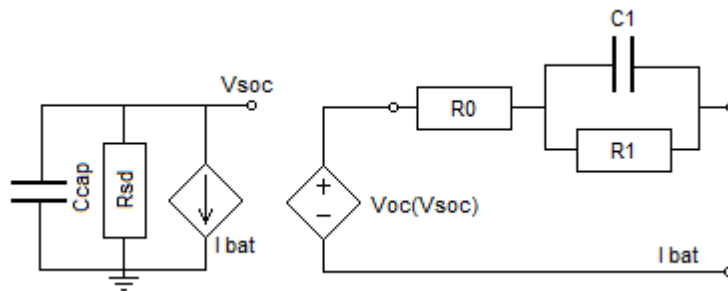 C1
Vsoc
R0
R1
Ccap
Rsd
+
−
Voc(Vsoc)
I bat
I bat